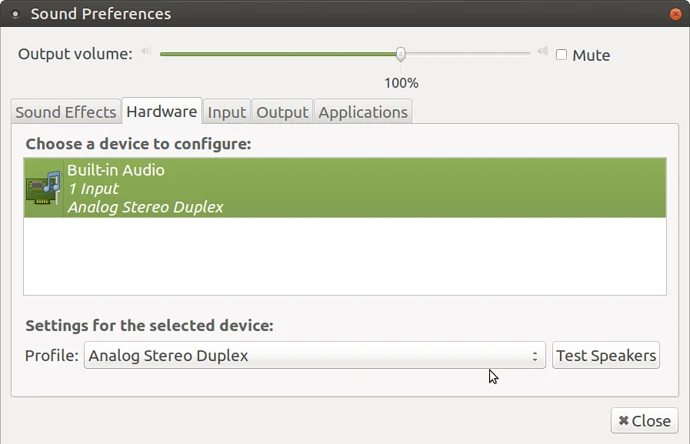 Sound Preferences
Output volume:
Mute
100%
Sound Effects Hardware Input Output Applications
Choose a device to configure:
Built-in Audio
1 Input
Analog Stereo Duplex
Settings for the selected device:
Profile: Analog Stereo Duplex Test Speakers
Close